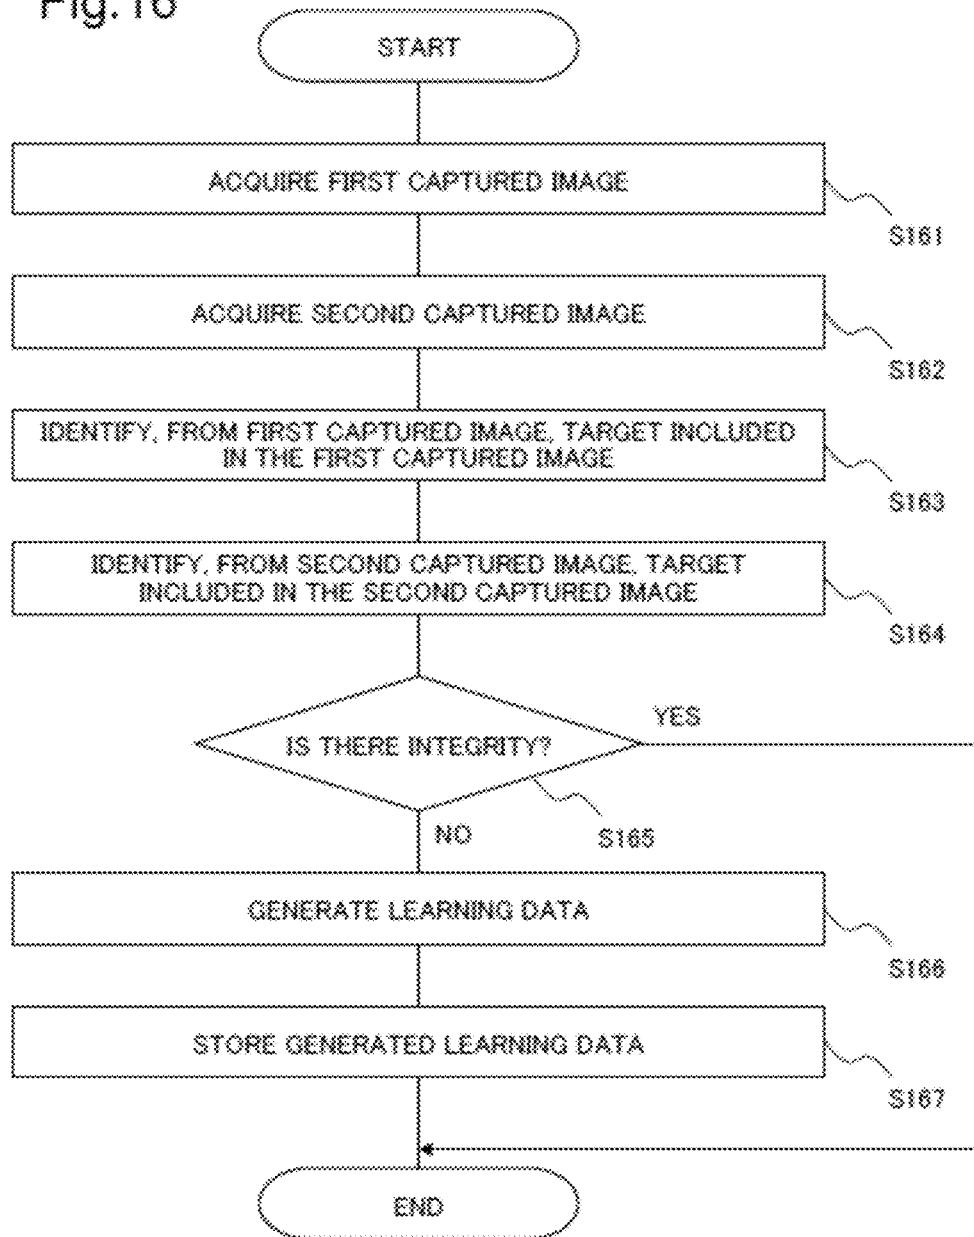 Fig.16
START
ACQUIRE FIRST CAPTURED IMAGE
S161
ACQUIRE SECOND CAPTURED IMAGE
S162
IDENTIFY, FROM FIRST CAPTURED IMAGE, TARGET INCLUDED
IN THE FIRST CAPTURED IMAGE
S163
IDENTIFY, FROM SECOND CAPTURED IMAGE, TARGET
INCLUDED IN THE SECOND CAPTURED IMAGE
S164
YES
IS THERE INTEGRITY?
S165
NO
GENERATE LEARNING DATA
S166
STORE GENERATED LEARNING DATA
S167
END